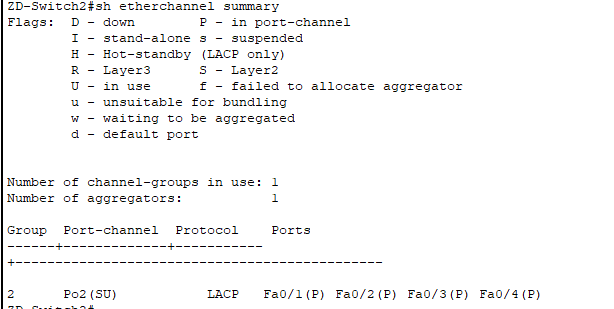 ZD-Switch2#sh etherchannel summary
Flags:  D - down        P - in port-channel
        I - stand-alone s - suspended
        H - Hot-standby (LACP only)
        R - Layer3      S - Layer2
        U - in use      f - failed to allocate aggregator
        u - unsuitable for bundling
        w - waiting to be aggregated
        d - default port
Number of channel-groups in use: 1
Number of aggregators:           1
Group  Port-channel  Protocol    Ports
------+-------------+-----------
+----------------------------------------------
2      Po2(SU)           LACP   Fa0/1(P) Fa0/2(P) Fa0/3(P) Fa0/4(P)